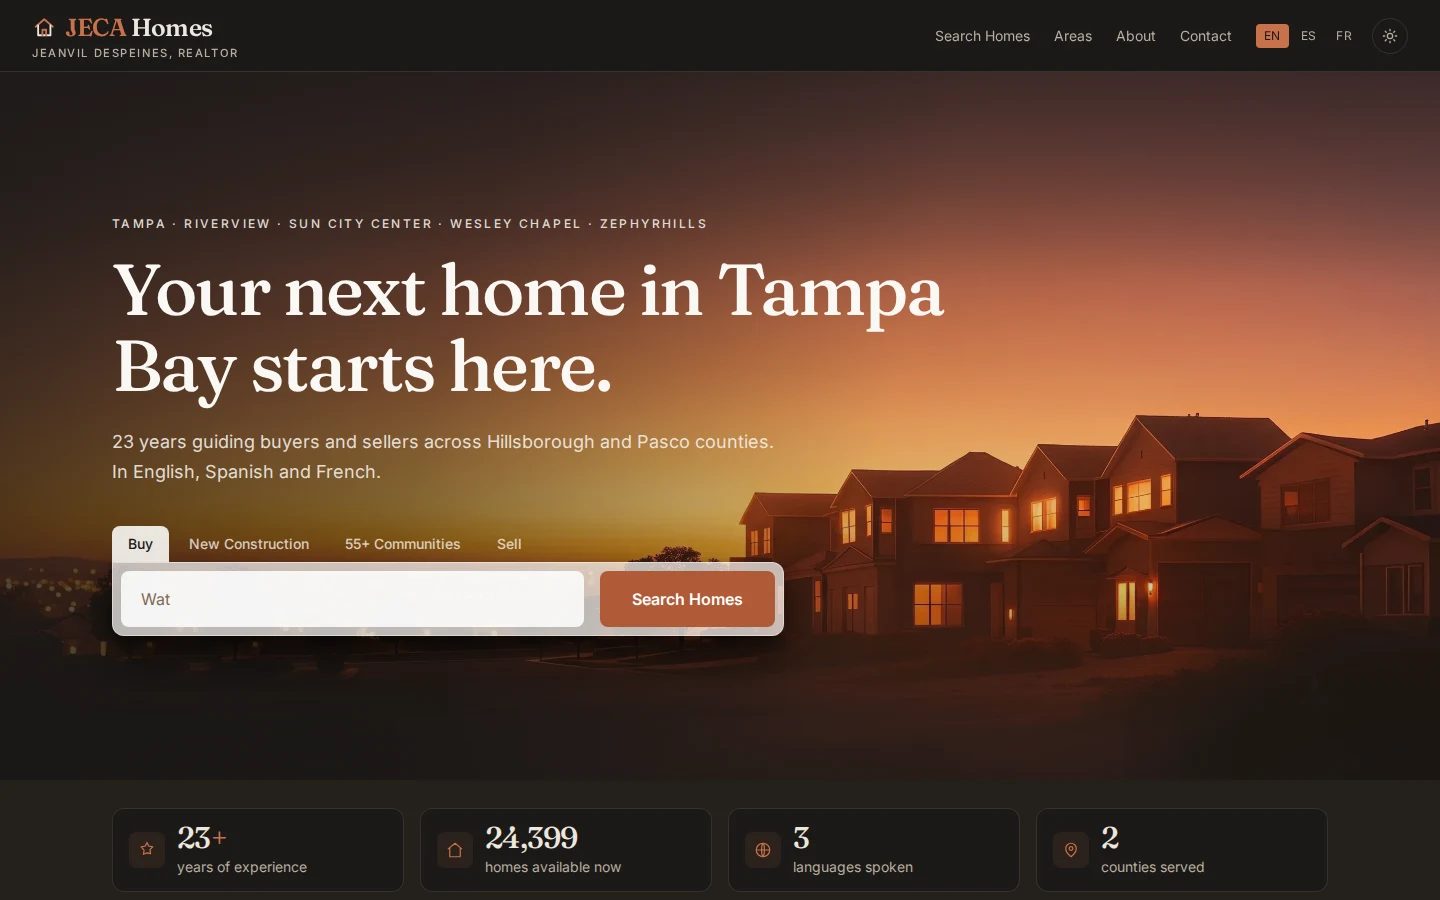 JECA Homes
JEANVIL DESPEINES, REALTOR
Search Homes
Areas
About
Contact
EN
ES
FR
TAMPA · RIVERVIEW · SUN CITY CENTER · WESLEY CHAPEL · ZEPHYRHILLS
Your next home in Tampa
Bay starts here.
23 years guiding buyers and sellers across Hillsborough and Pasco counties.
In English, Spanish and French.
Buy
New Construction
55+ Communities
Sell
Wat
Search Homes
23+
years of experience
24,399
homes available now
3
languages spoken
2
counties served